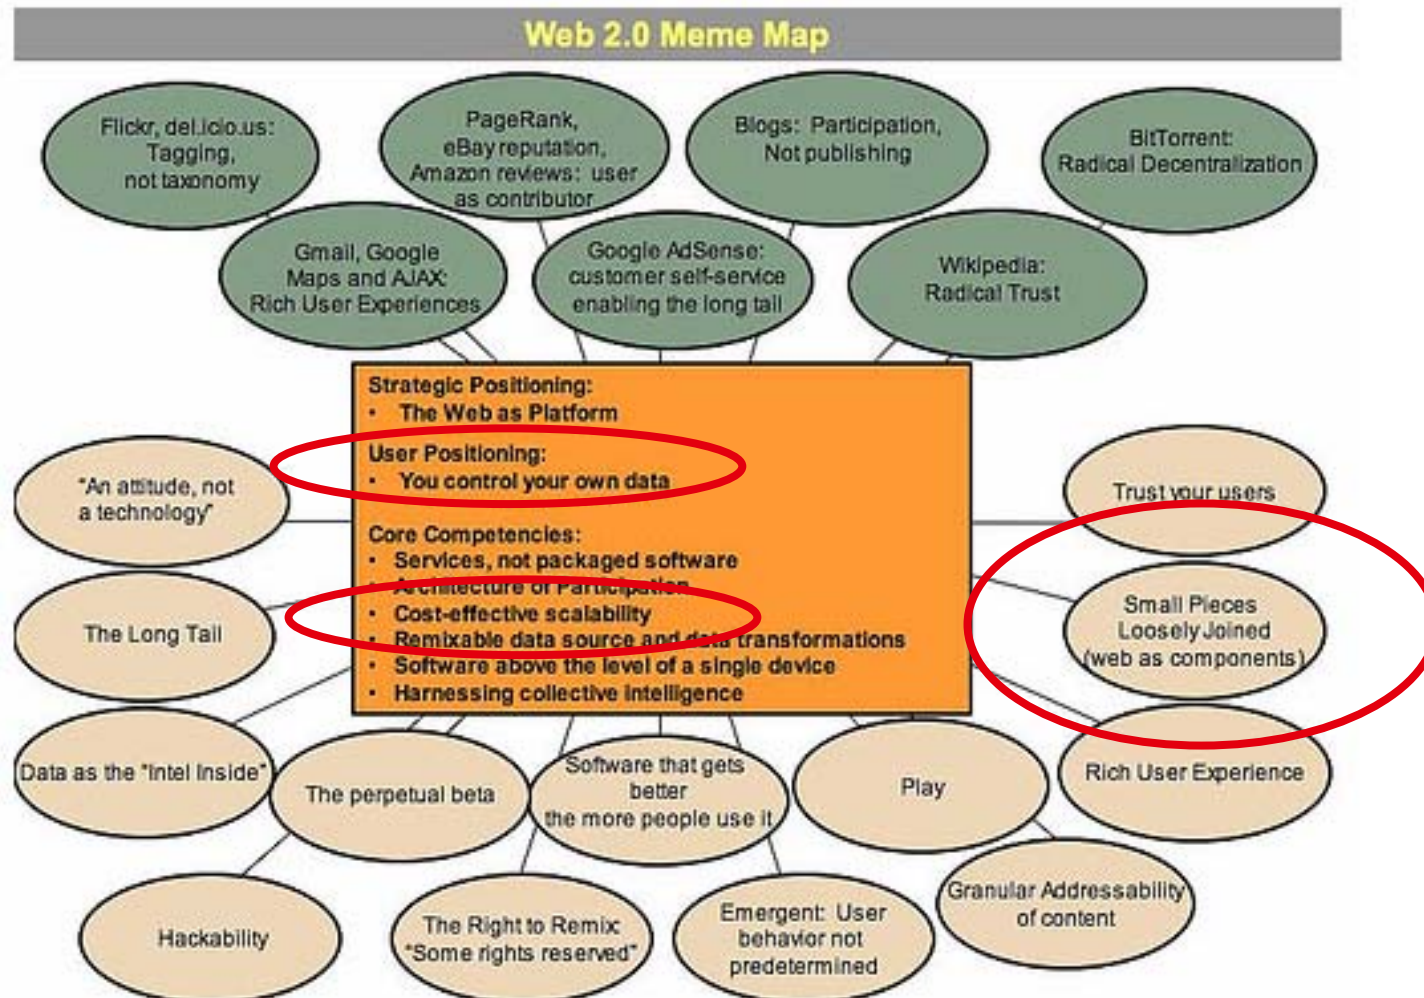 Web 2.0 Meme Map
Flickr, del.icio.us:
Tagging,
not taxonomy
PageRank,
eBay reputation,
Amazon reviews: user
as contributor
Blogs: Participation,
Not publishing
BitTorrent:
Radical Decentralization
Gmail, Google
Maps and AJAX:
Rich User Experiences
Google AdSense:
customer self-service
enabling the long tail
Wikipedia:
Radical Trust
Strategic Positioning:
• The Web as Platform
User Positioning:
• You control your own data
Core Competencies:
• Services, not packaged software
• Architecture of Participation
• Cost-effective scalability
• Remixable data source and data transformations
• Software above the level of a single device
• Harnessing collective intelligence
"An attitude, not
a technology"
The Long Tail
Data as the "Intel Inside"
Trust your users
Small Pieces
Loosely Joined
(web as components)
Rich User Experience
The perpetual beta
Software that gets
better
the more people use it
Play
Hackability
The Right to Remix:
"Some rights reserved"
Emergent: User
behavior not
predetermined
Granular Addressability
of content